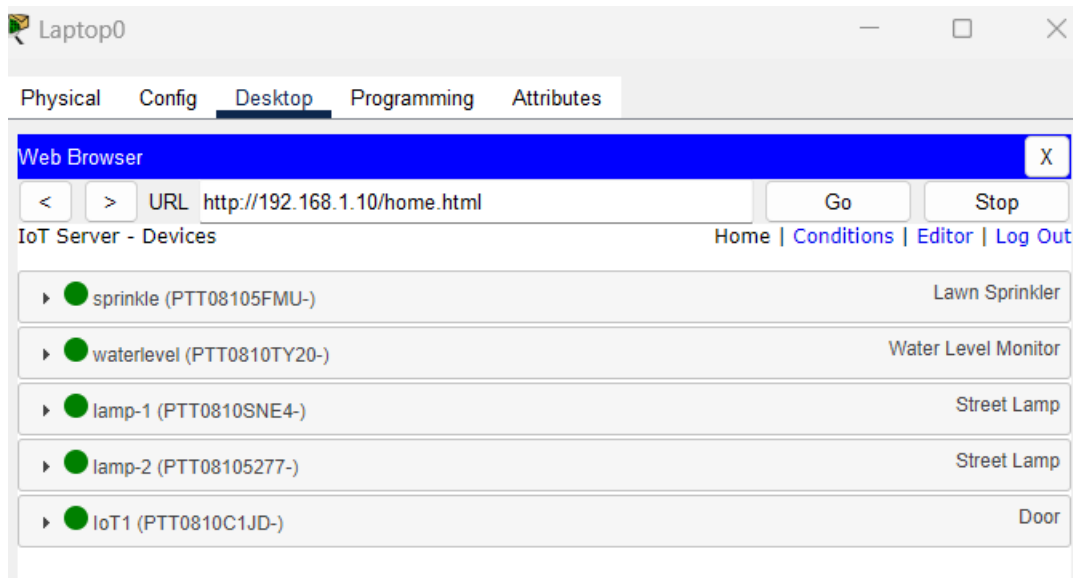 Laptop0
Physical Config Desktop Programming Attributes
Web Browser X
< > URL http://192.168.1.10/home.html Go Stop
IoT Server - Devices Home | Conditions | Editor | Log Out
sprinkle (PTT08105FMU-) Lawn Sprinkler
waterlevel (PTT0810TY20-) Water Level Monitor
lamp-1 (PTT0810SNE4-) Street Lamp
lamp-2 (PTT08105277-) Street Lamp
IoT1 (PTT0810C1JD-) Door